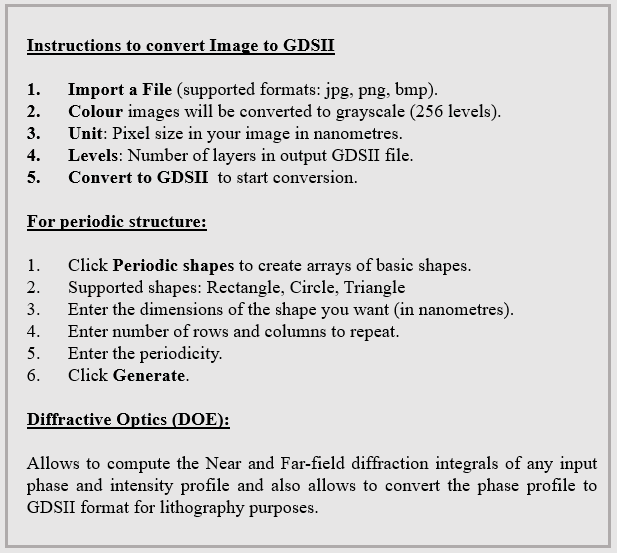 Instructions to convert Image to GDSII
1. Import a File (supported formats: jpg, png, bmp).
2. Colour images will be converted to grayscale (256 levels).
3. Unit: Pixel size in your image in nanometres.
4. Levels: Number of layers in output GDSII file.
5. Convert to GDSII to start conversion.
For periodic structure:
1. Click Periodic shapes to create arrays of basic shapes.
2. Supported shapes: Rectangle, Circle, Triangle
3. Enter the dimensions of the shape you want (in nanometres).
4. Enter number of rows and columns to repeat.
5. Enter the periodicity.
6. Click Generate.
Diffractive Optics (DOE):
Allows to compute the Near and Far-field diffraction integrals of any input
phase and intensity profile and also allows to convert the phase profile to
GDSII format for lithography purposes.